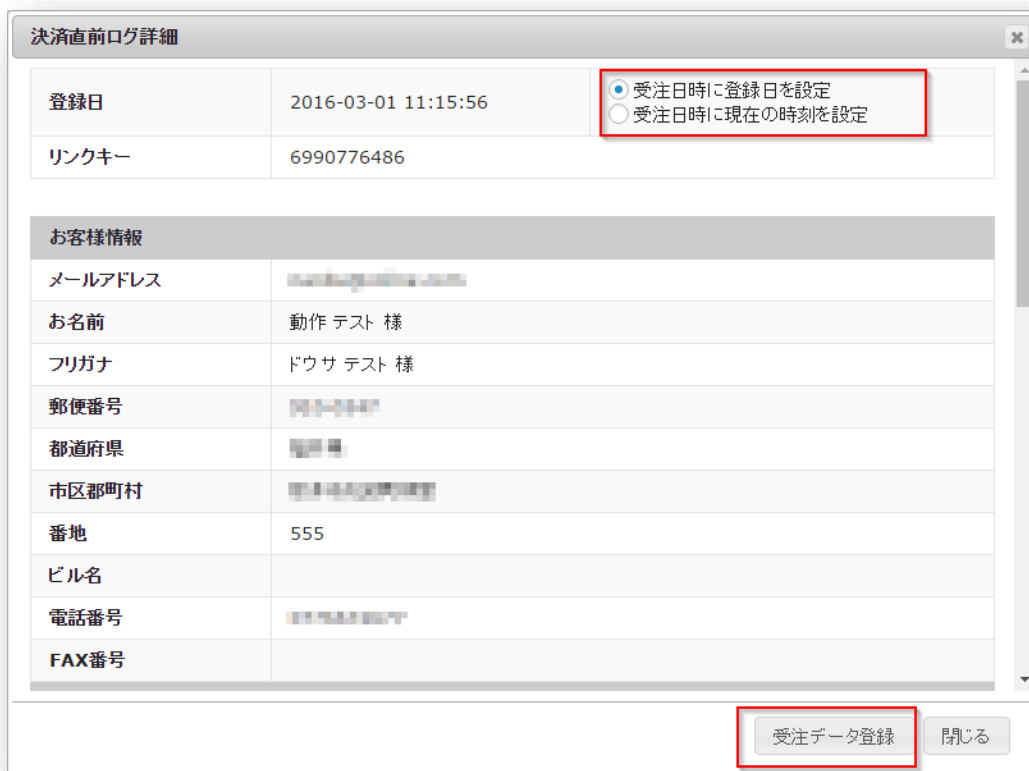 決済直前ログ詳細
登録日 2016-03-01 11:15:56
受注日時に登録日を設定
受注日時に現在の時刻を設定
リンクキー 6990776486
お客様情報
メールアドレス
お名前 動作 テスト 様
フリガナ ドウサ テスト 様
郵便番号
都道府県
市区郡町村
番地 555
ビル名
電話番号
FAX番号
受注データ登録 閉じる